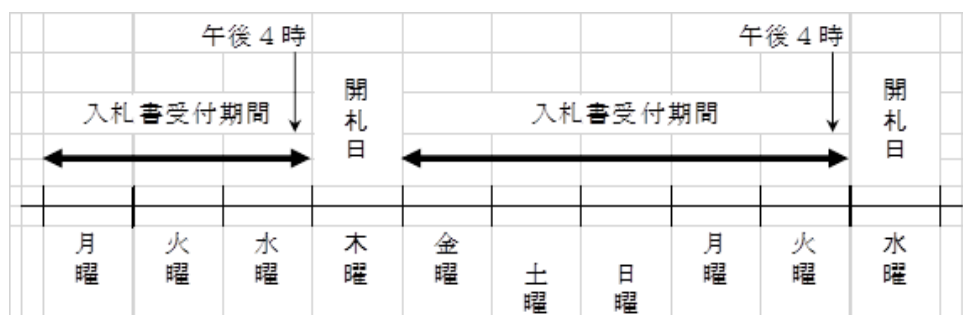 午後４時
午後４時
入札書受付期間
開札日
入札書受付期間
開札日
月曜
火曜
水曜
木曜
金曜
土曜
日曜
月曜
火曜
水曜